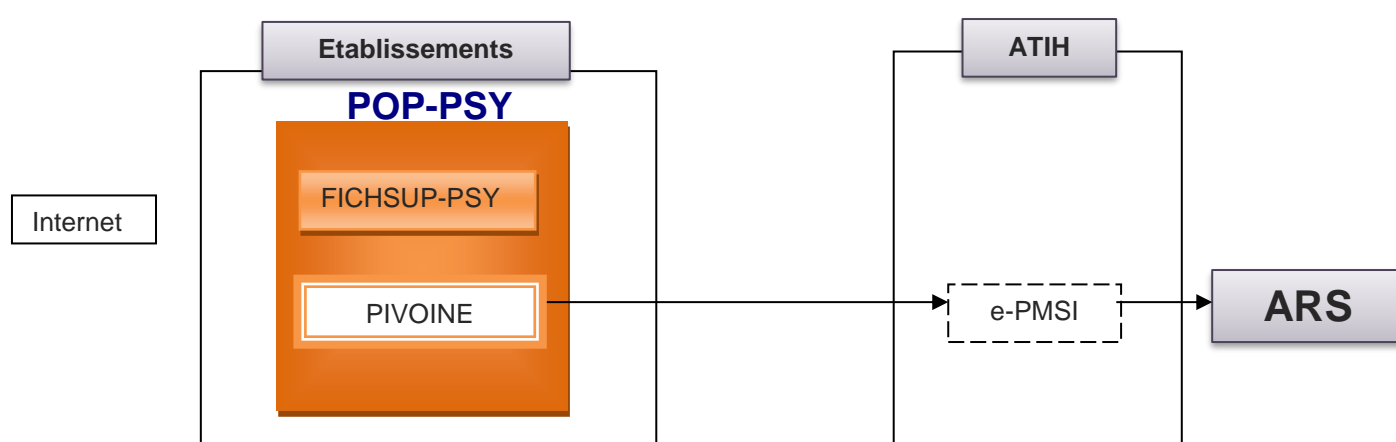 Etablissements
ATIH
POP-PSY
FICHSUP-PSY
Internet
PIVOINE
e-PMSI
ARS